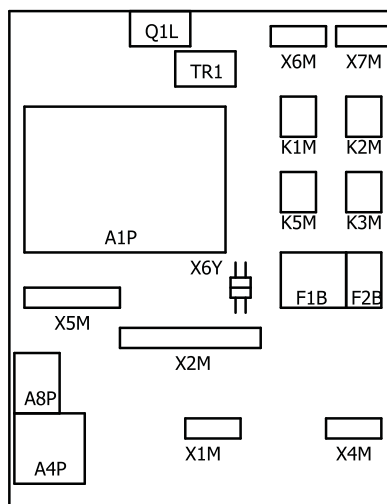 Q1L
X6M X7M
TR1
K1M K2M
K5M K3M
A1P
X6Y
F1B F2B
X5M
X2M
A8P
X1M X4M
A4P